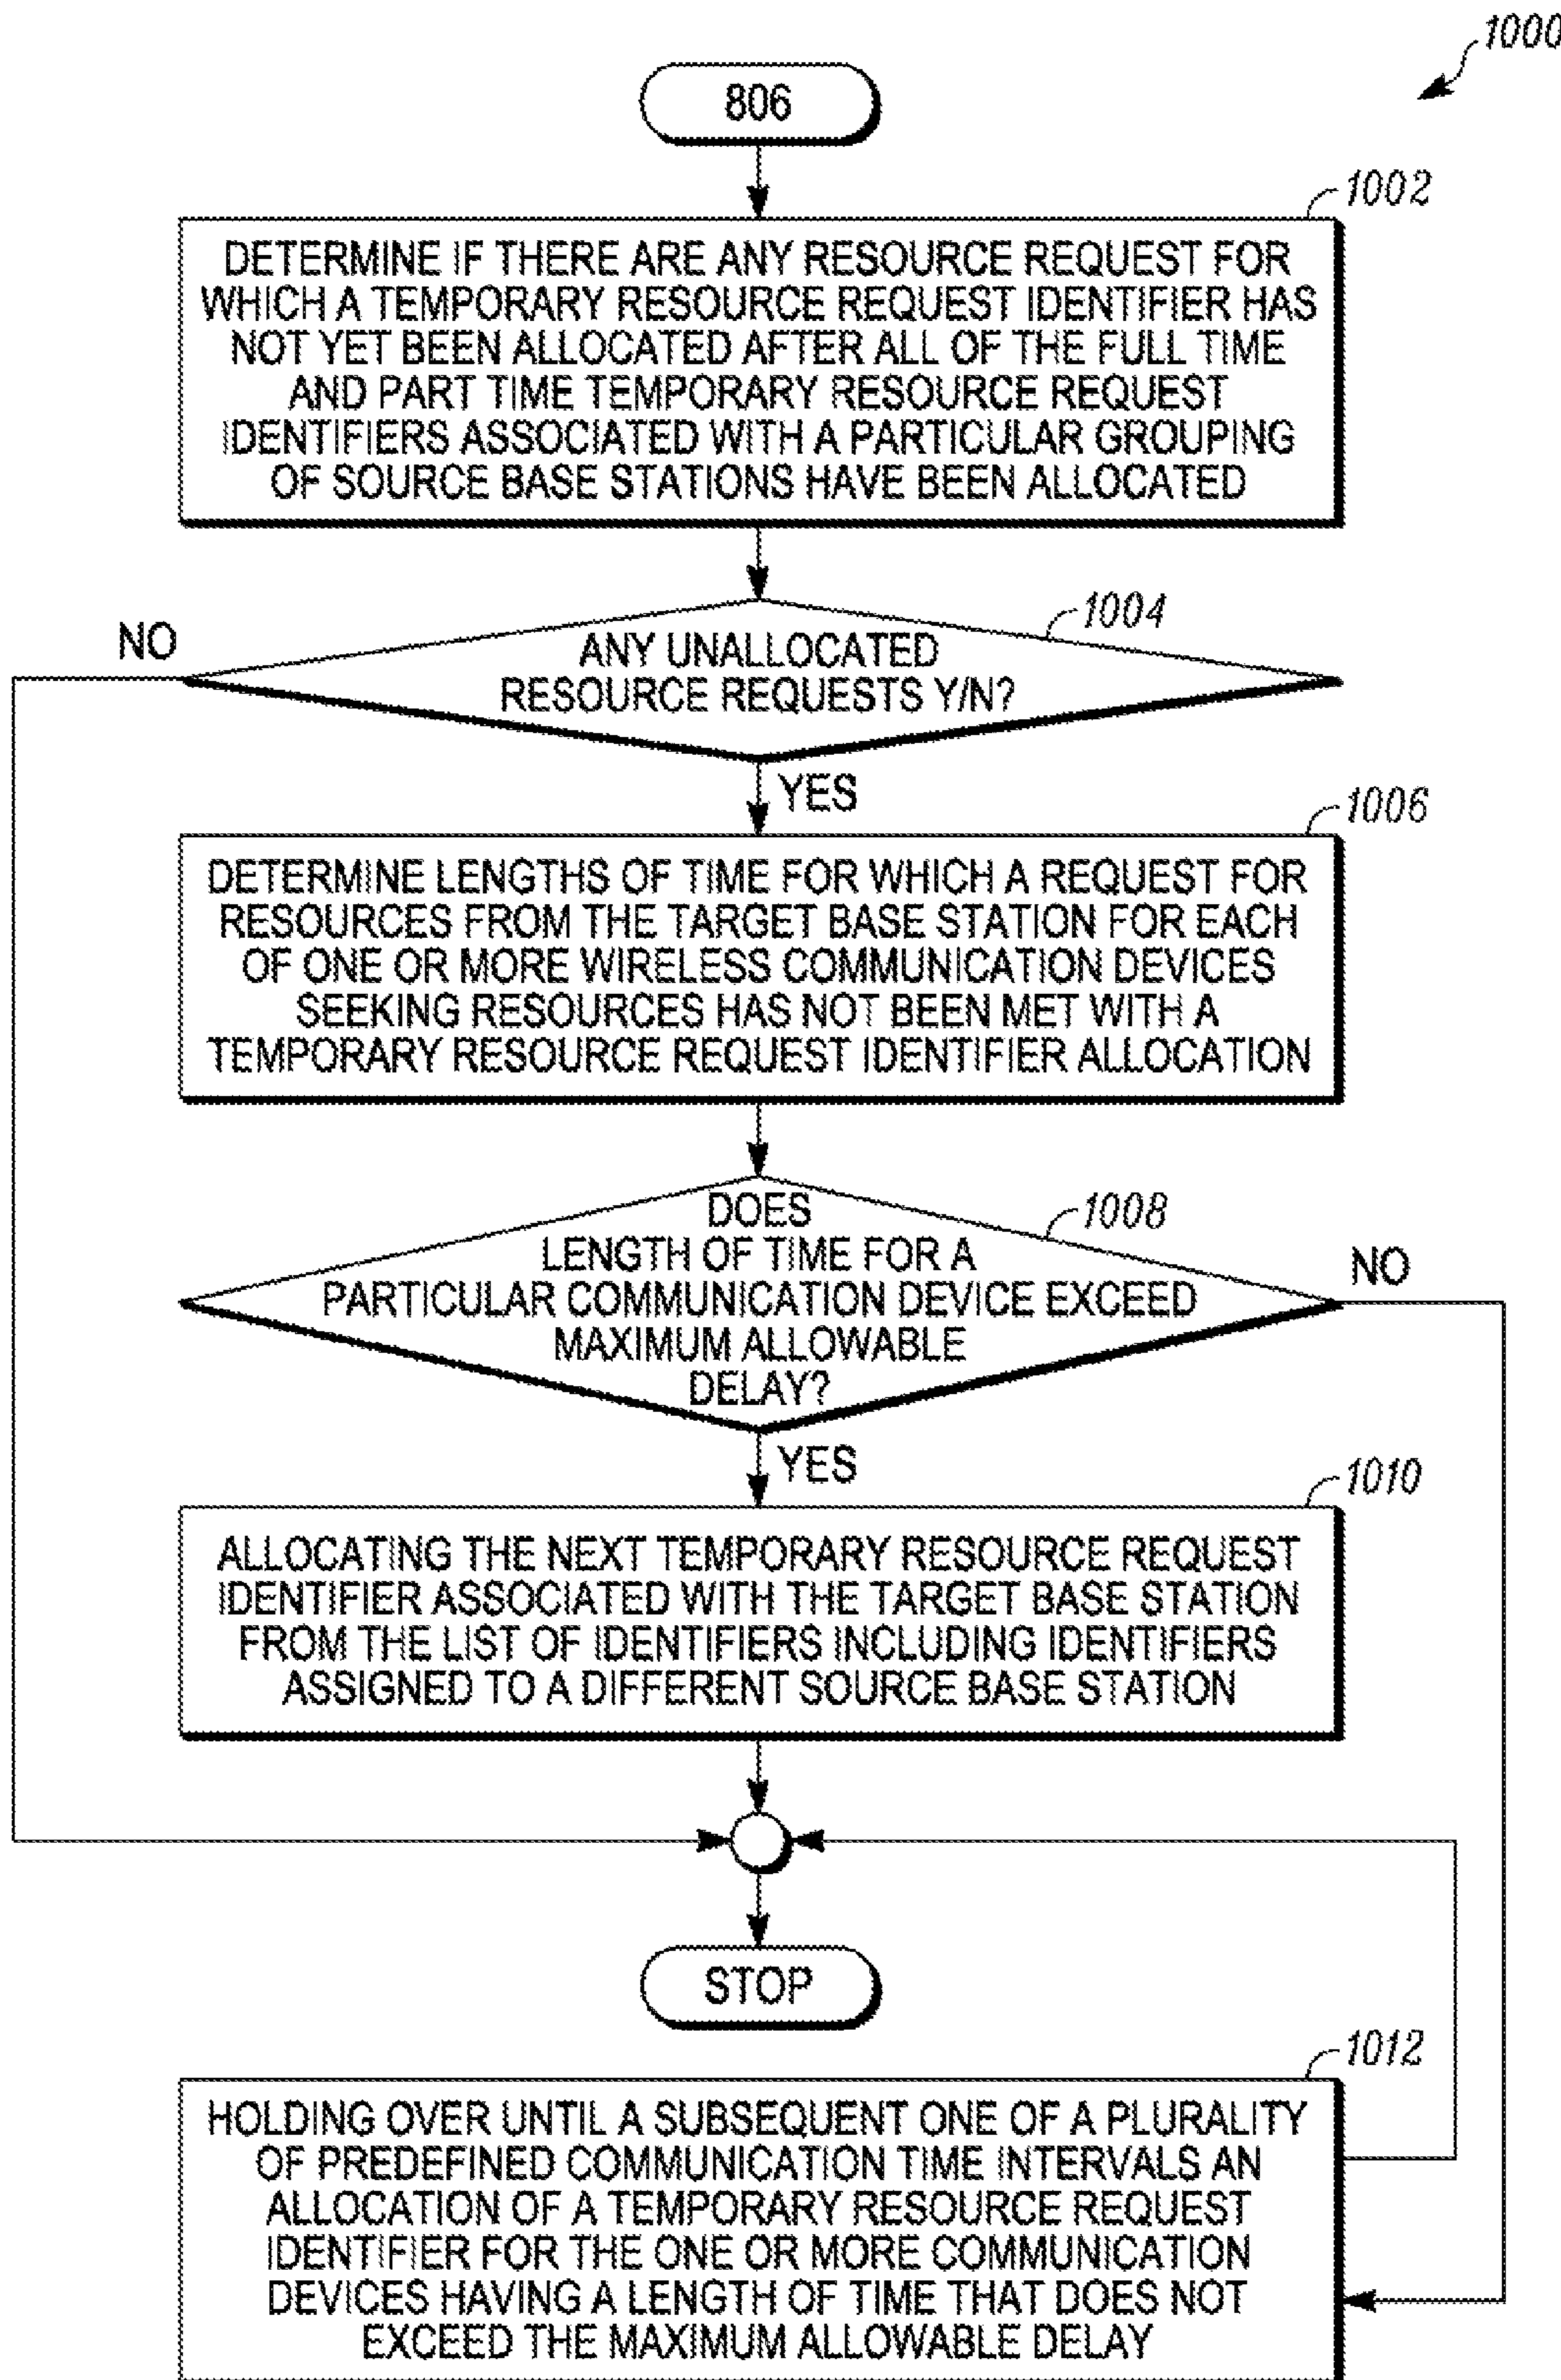 1000
806
1002
DETERMINE IF THERE ARE ANY RESOURCE REQUEST FOR
WHICH A TEMPORARY RESOURCE REQUEST IDENTIFIER HAS
NOT YET BEEN ALLOCATED AFTER ALL OF THE FULL TIME
AND PART TIME TEMPORARY RESOURCE REQUEST
IDENTIFIERS ASSOCIATED WITH A PARTICULAR GROUPING
OF SOURCE BASE STATIONS HAVE BEEN ALLOCATED
1004
NO
ANY UNALLOCATED
RESOURCE REQUESTS Y/N?
YES
1006
DETERMINE LENGTHS OF TIME FOR WHICH A REQUEST FOR
RESOURCES FROM THE TARGET BASE STATION FOR EACH
OF ONE OR MORE WIRELESS COMMUNICATION DEVICES
SEEKING RESOURCES HAS NOT BEEN MET WITH A
TEMPORARY RESOURCE REQUEST IDENTIFIER ALLOCATION
1008
DOES
LENGTH OF TIME FOR A
PARTICULAR COMMUNICATION DEVICE EXCEED
MAXIMUM ALLOWABLE
DELAY?
NO
YES
1010
ALLOCATING THE NEXT TEMPORARY RESOURCE REQUEST
IDENTIFIER ASSOCIATED WITH THE TARGET BASE STATION
FROM THE LIST OF IDENTIFIERS INCLUDING IDENTIFIERS
ASSIGNED TO A DIFFERENT SOURCE BASE STATION
STOP
1012
HOLDING OVER UNTIL A SUBSEQUENT ONE OF A PLURALITY
OF PREDEFINED COMMUNICATION TIME INTERVALS AN
ALLOCATION OF A TEMPORARY RESOURCE REQUEST
IDENTIFIER FOR THE ONE OR MORE COMMUNICATION
DEVICES HAVING A LENGTH OF TIME THAT DOES NOT
EXCEED THE MAXIMUM ALLOWABLE DELAY